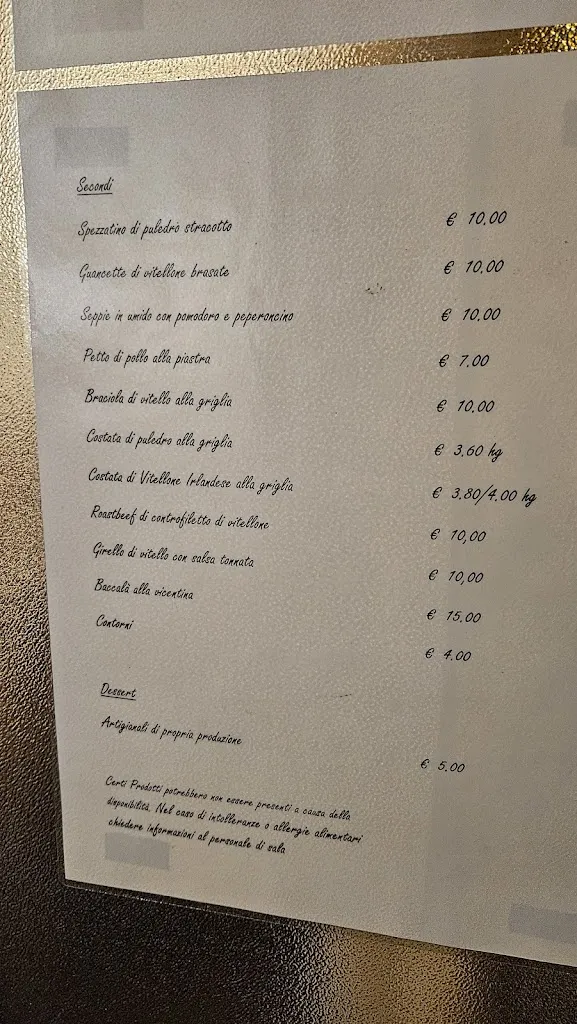 Secondi
Spezzatino di puledro stracotto € 10.00
Guancette di vitellone brasate € 10.00
Seppie in umido con pomodoro e peperoncino € 10.00
Petto di pollo alla piastra € 7.00
Braciola di vitello alla griglia € 10.00
Costata di puledro alla griglia € 3.60 hg
Costata di Vitellone Irlandese alla griglia € 3.80/4.00 hg
Roastbeef di controfiletto di vitellone € 10,00
Girello di vitello con salsa tonnata € 10,00
Baccalà alla vicentina € 15.00
Contorni € 4.00
Dessert
Artigianali di propria produzione € 5.00
Certi Prodotti potrebbero non essere presenti a causa della
disponibilità. Nel caso di intolleranze o allergie alimentari
chiedere informazioni al personale di sala